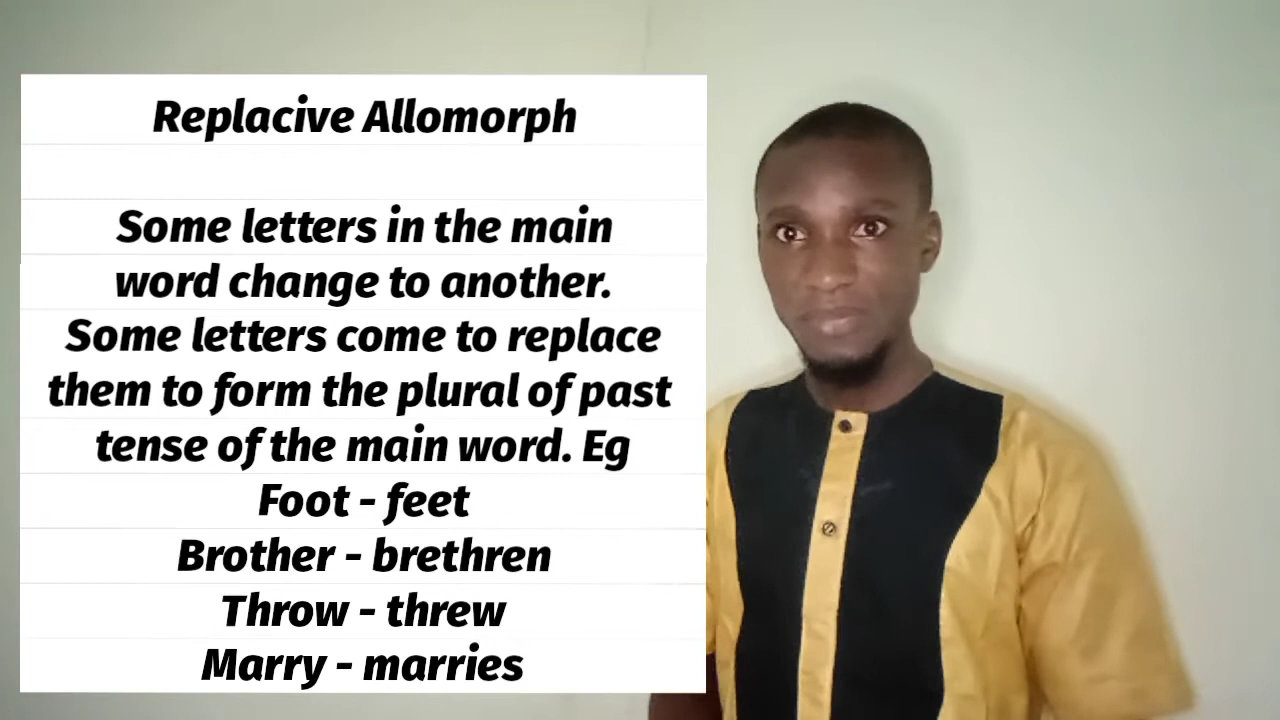 Replacive Allomorph
Some letters in the main
word change to another.
Some letters come to replace
them to form the plural of past
tense of the main word. Eg
Foot - feet
Brother - brethren
Throw - threw
Marry - marries